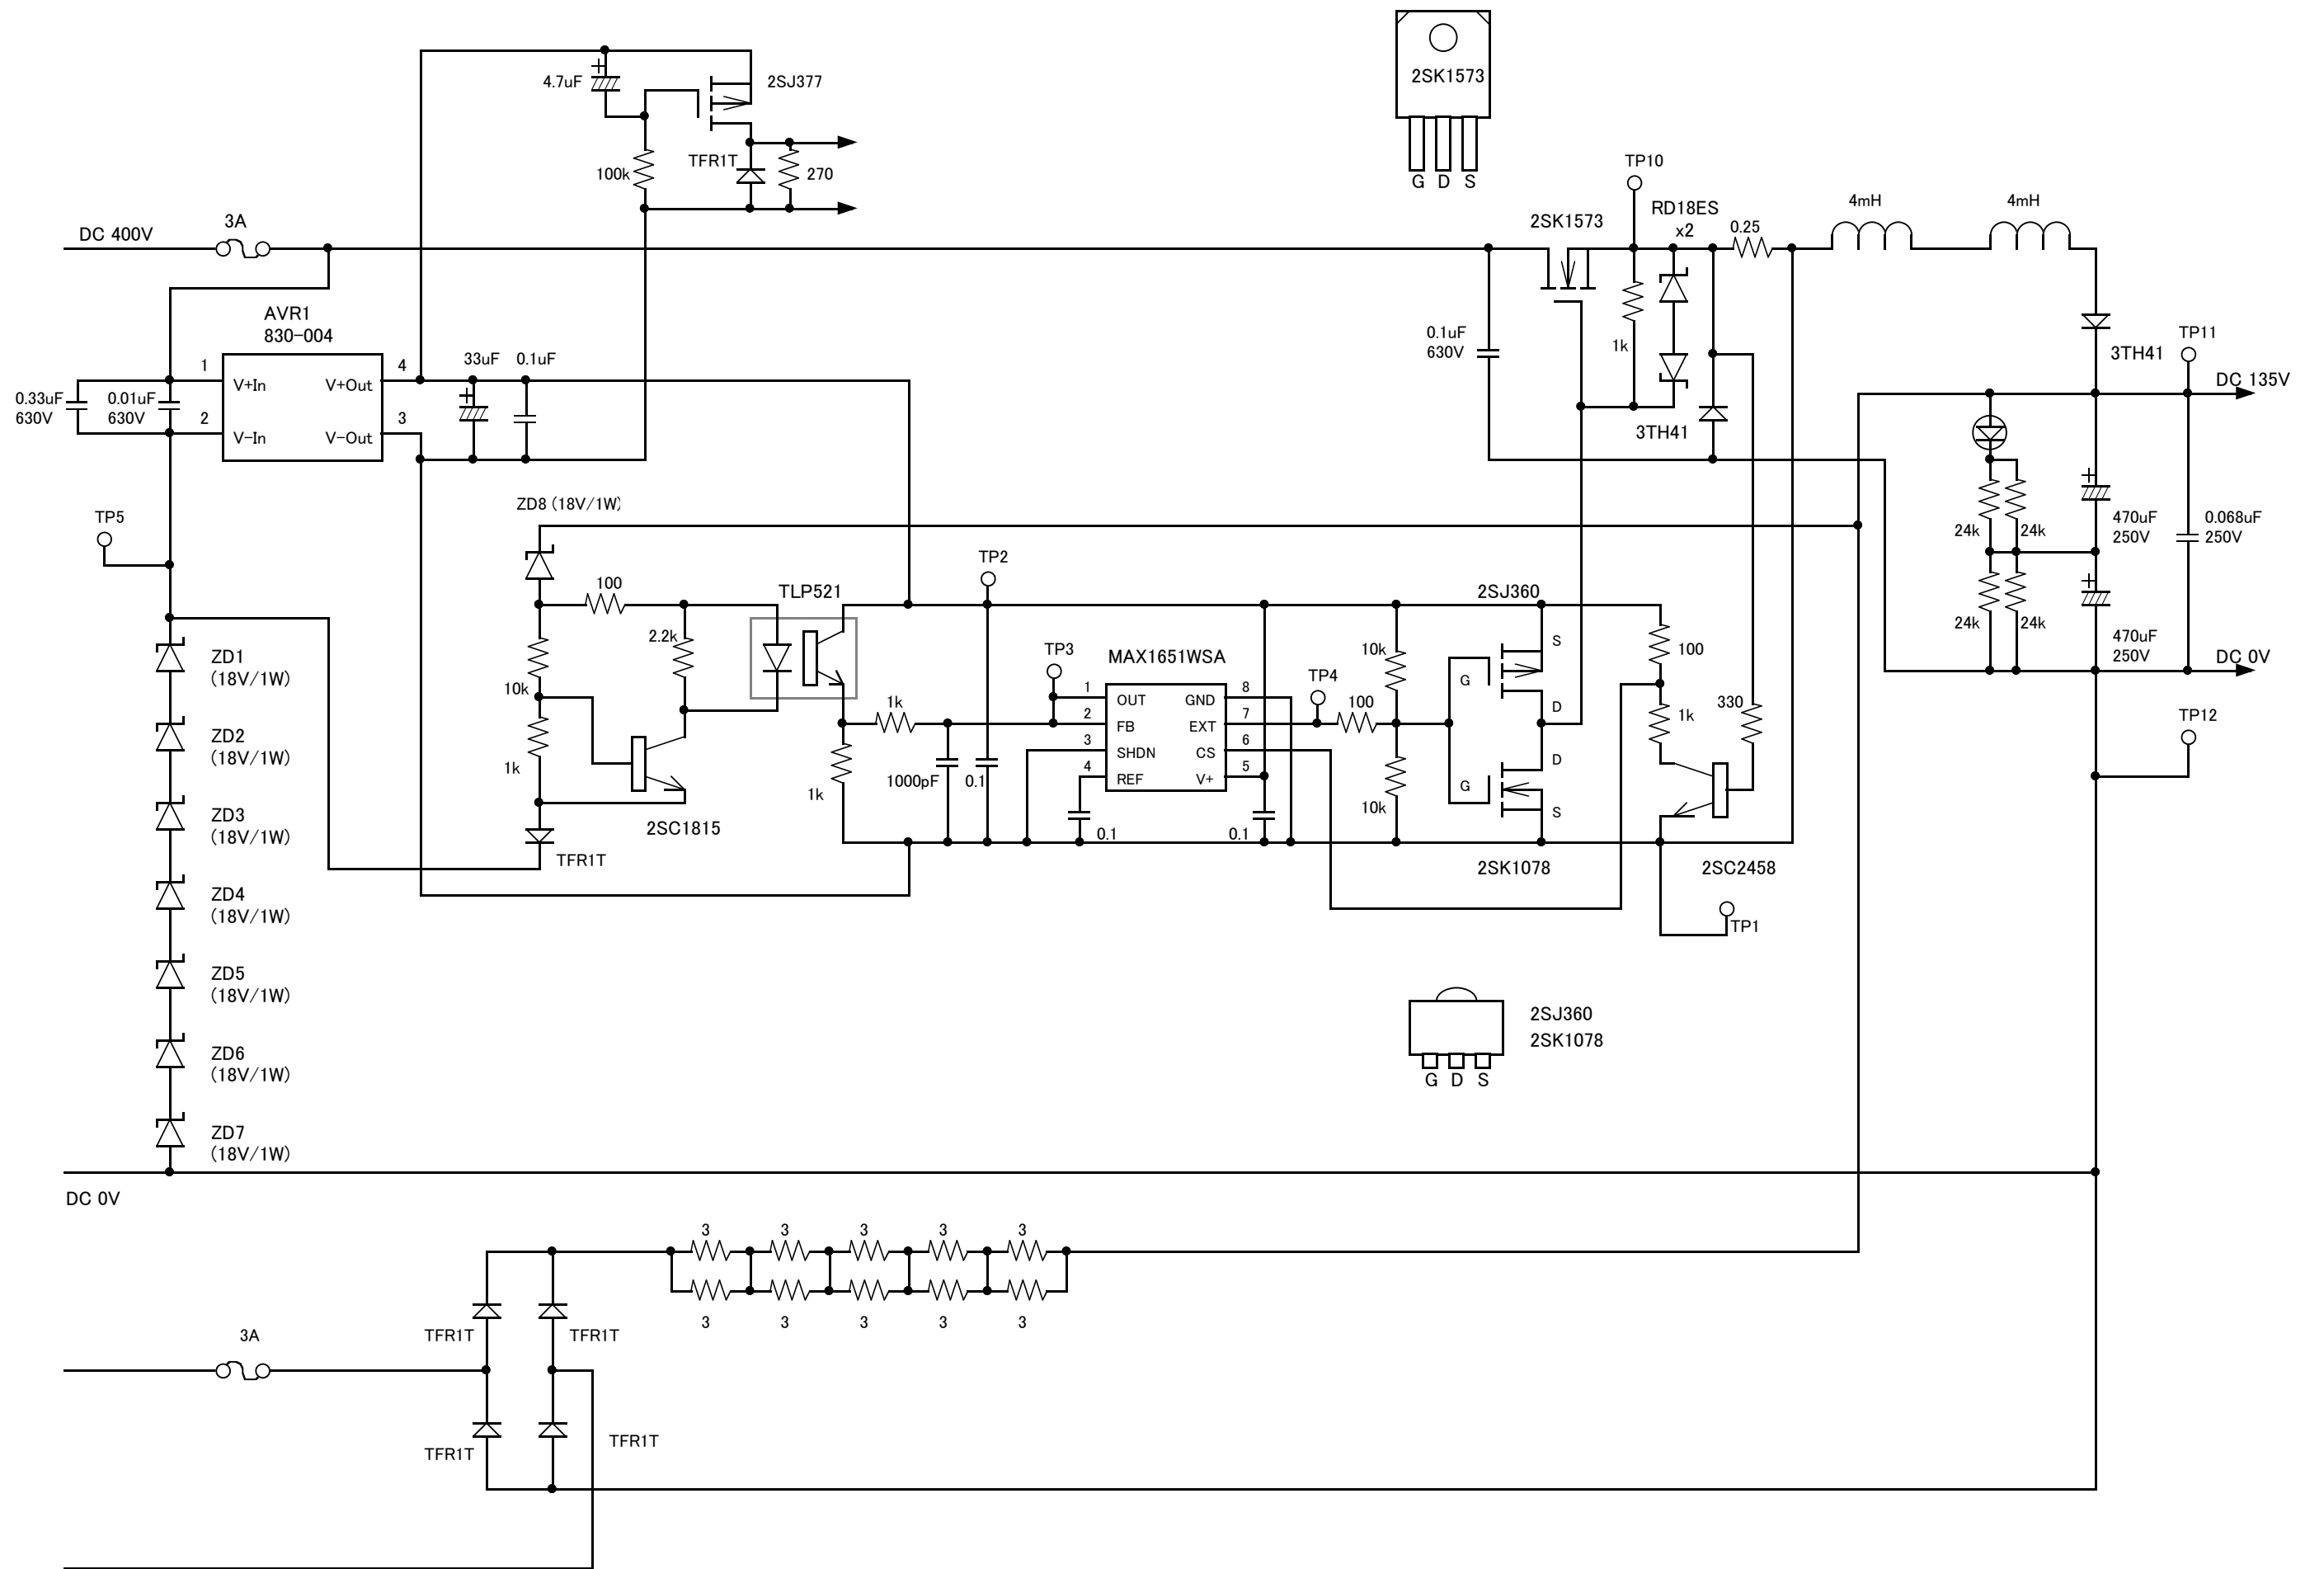 2SK1573
G D S
4.7uF
2SJ377
100k
TFR1T
270
TP10
2SK1573
RD18ES
x2
0.25
4mH
4mH
DC 400V
3A
AVR1
830-004
1
V+In
V+Out
4
2
V-In
V-Out
3
0.33uF
630V
0.01uF
630V
33uF
0.1uF
0.1uF
630V
1k
3TH41
3TH41
TP11
DC 135V
TP5
ZD8 (18V/1W)
100
2.2k
10k
1k
2SC1815
TFR1T
TLP521
TP2
1k
1k
1000pF
0.1
TP3
MAX1651WSA
1
OUT
GND
8
2
FB
EXT
7
3
SHDN
CS
6
4
REF
V+
5
0.1
0.1
TP4
100
10k
10k
2SJ360
S
G
D
D
G
S
2SK1078
100
1k
330
2SC2458
TP1
24k
24k
24k
24k
470uF
250V
470uF
250V
0.068uF
250V
DC 0V
TP12
ZD1
(18V/1W)
ZD2
(18V/1W)
ZD3
(18V/1W)
ZD4
(18V/1W)
ZD5
(18V/1W)
ZD6
(18V/1W)
ZD7
(18V/1W)
2SJ360
2SK1078
G D S
DC 0V
3 3 3 3 3
3 3 3 3 3
3A
TFR1T
TFR1T
TFR1T
TFR1T